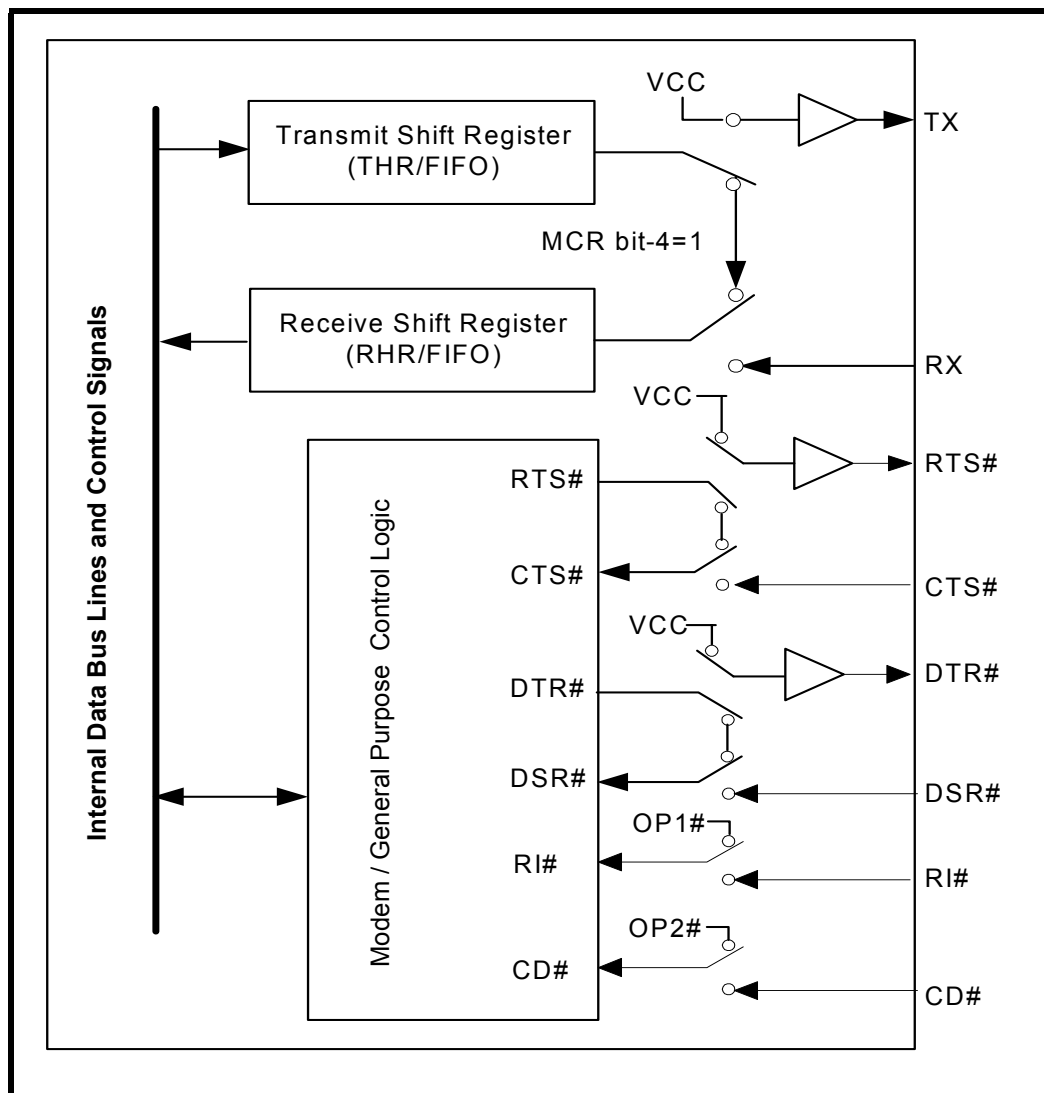 VCC
TX
Transmit Shift Register
(THR/FIFO)
MCR bit-4=1
Receive Shift Register
(RHR/FIFO)
RX
VCC
RTS#
RTS#
CTS#
CTS#
VCC
DTR#
DTR#
DSR#
DSR#
OP1#
RI#
RI#
OP2#
CD#
CD#
Internal Data Bus Lines and Control Signals
Modem / General Purpose Control Logic